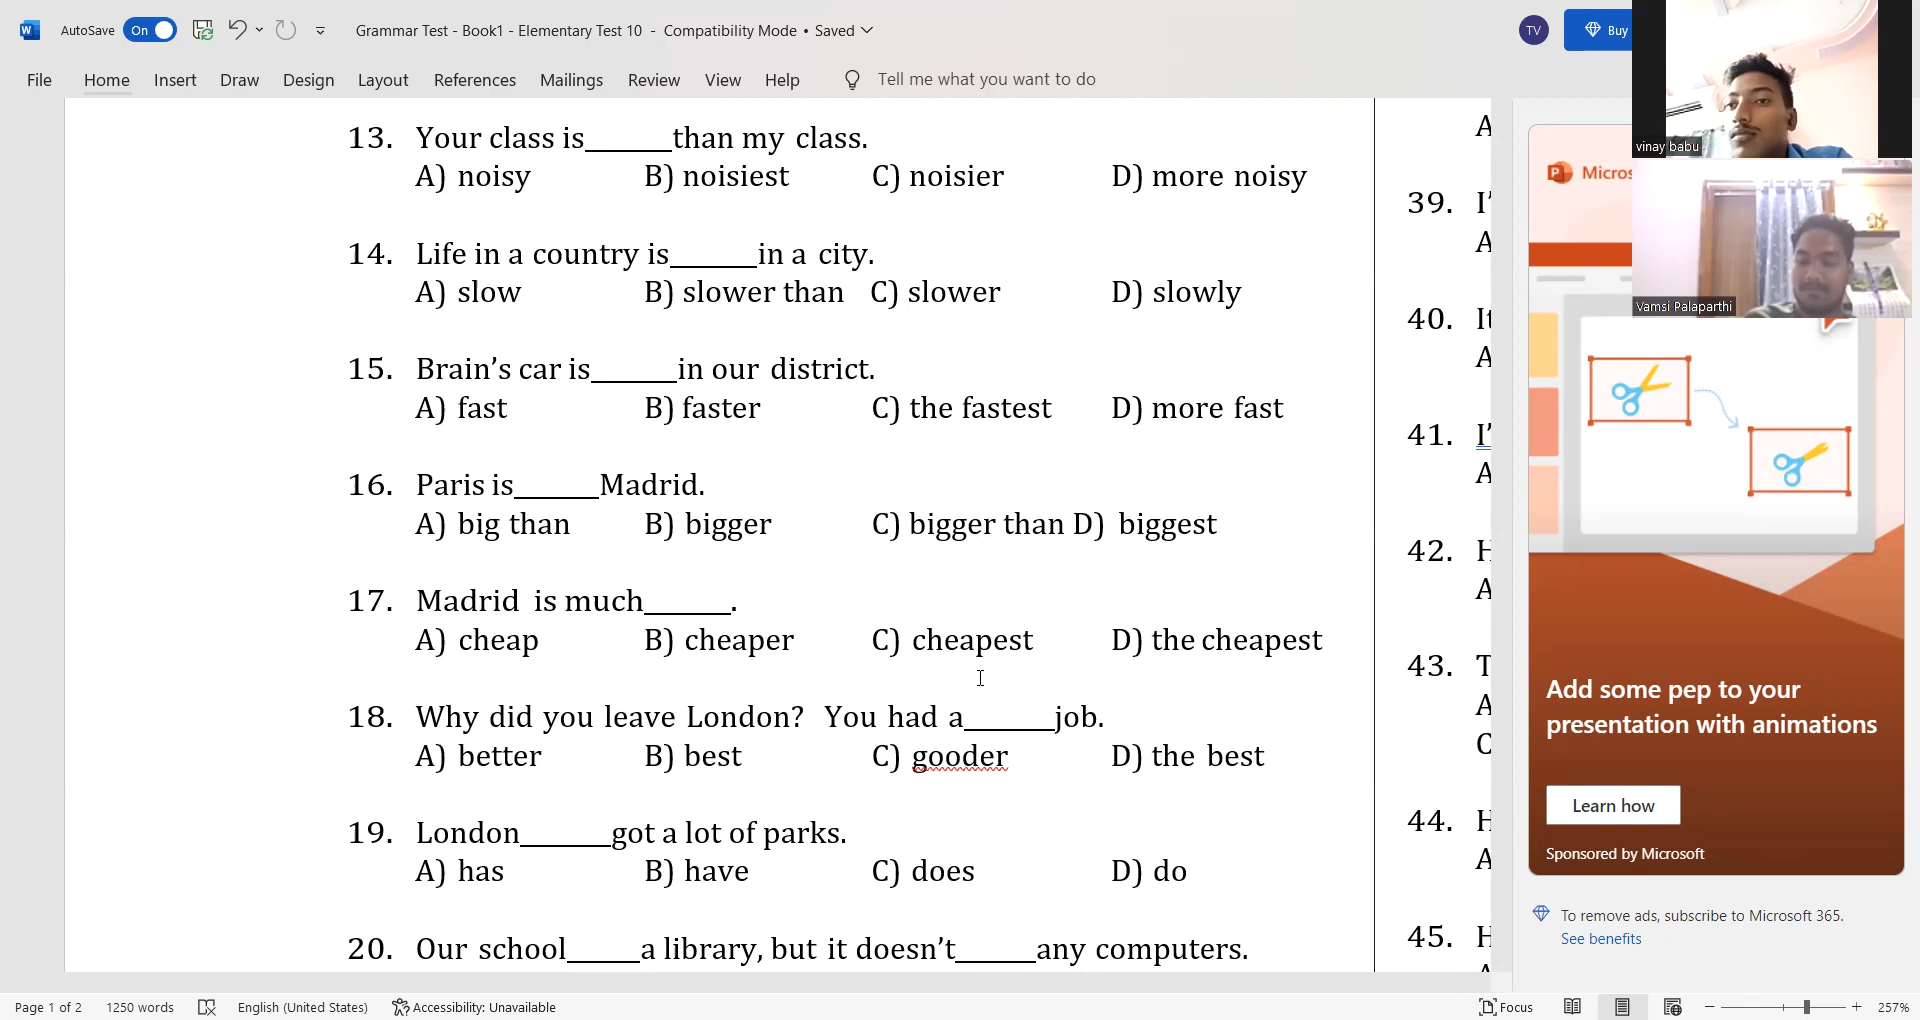 AutoSave On Grammar Test - Book1 - Elementary Test 10 - Compatibility Mode • Saved TV Buy
File Home Insert Draw Design Layout References Mailings Review View Help Tell me what you want to do
13. Your class is______than my class.
A) noisy B) noisiest C) noisier D) more noisy
14. Life in a country is______in a city.
A) slow B) slower than C) slower D) slowly
15. Brain’s car is______in our district.
A) fast B) faster C) the fastest D) more fast
16. Paris is______Madrid.
A) big than B) bigger C) bigger than D) biggest
17. Madrid is much______.
A) cheap B) cheaper C) cheapest D) the cheapest
18. Why did you leave London? You had a______job.
A) better B) best C) gooder D) the best
19. London______got a lot of parks.
A) has B) have C) does D) do
20. Our school_____a library, but it doesn’t_____any computers.
A
39. I’
A
40. It
A
41. I’
A
42. H
A
43. T
A
C
44. H
A
45. H
vinay babu
Vamsi Palaparthi
Micros
Add some pep to your
presentation with animations
Learn how
Sponsored by Microsoft
To remove ads, subscribe to Microsoft 365.
See benefits
Page 1 of 2 1250 words English (United States) Accessibility: Unavailable Focus 257%